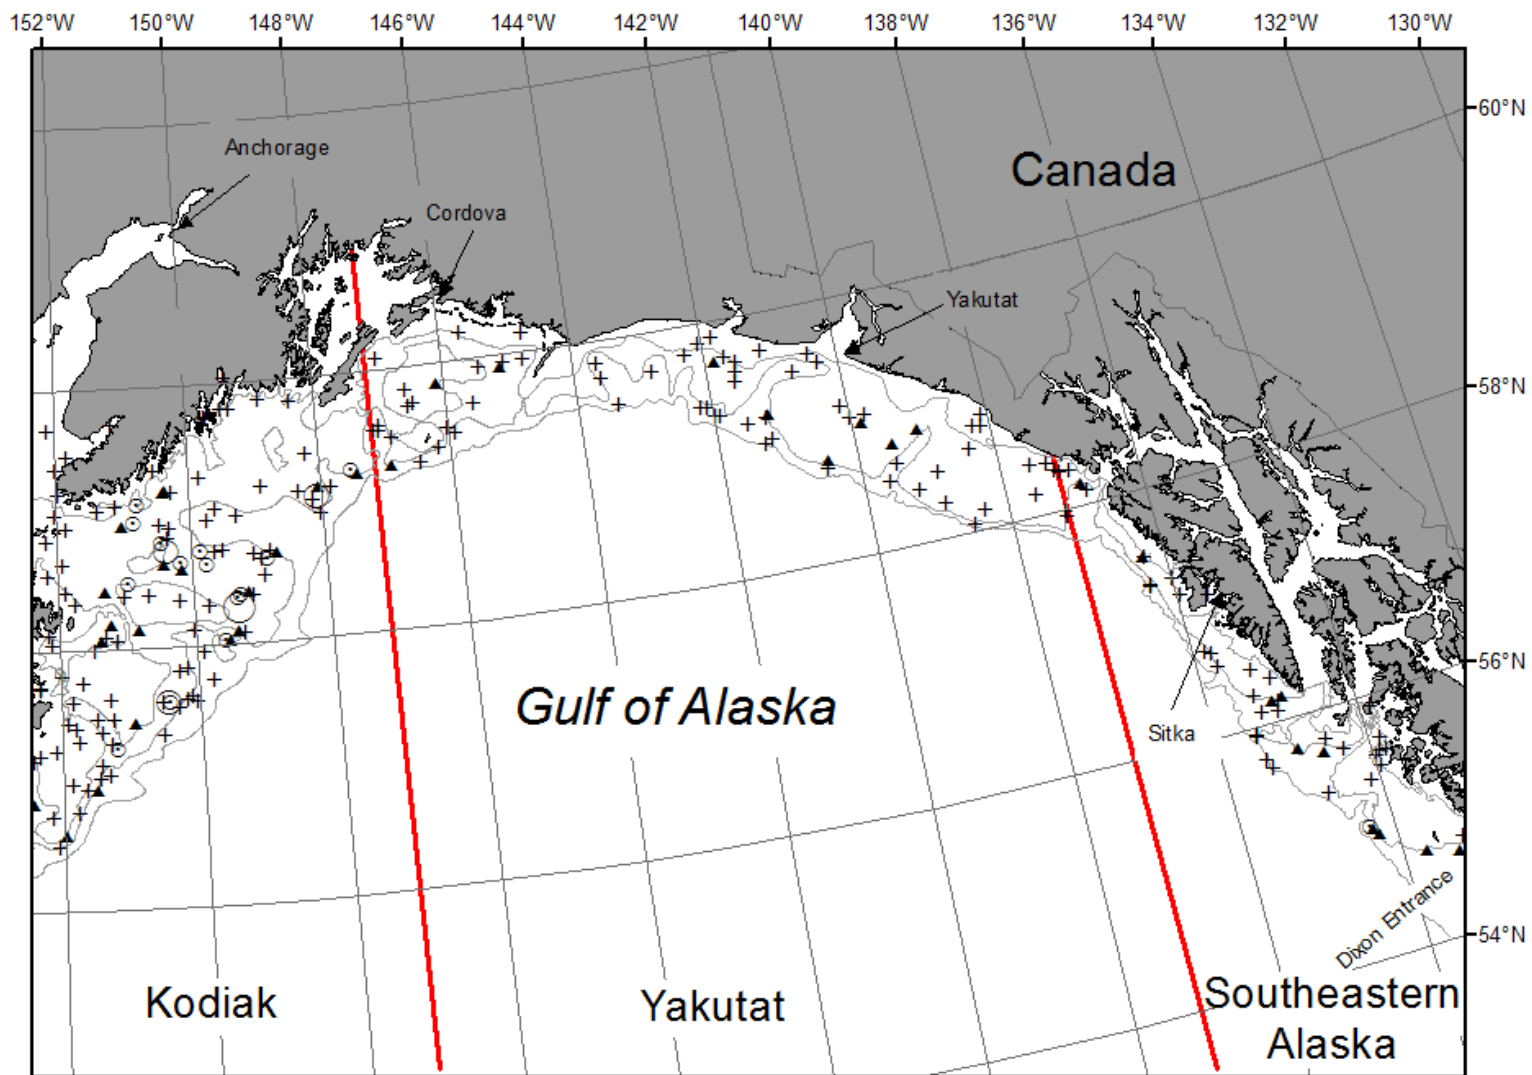 152°W 150°W 148°W 146°W 144°W 142°W 140°W 138°W 136°W 134°W 132°W 130°W
60°N
Anchorage
Canada
Cordova
Yakutat
58°N
56°N
Gulf of Alaska
Sitka
Dixon Entrance
54°N
Kodiak
Yakutat
Southeastern
Alaska